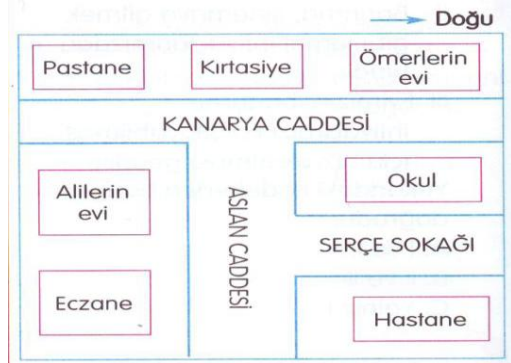 Doğu
Pastane
Kırtasiye
Ömerlerin
evi
KANARYA CADDESİ
Alilerin
evi
ASLAN CADDESİ
Okul
SERÇE SOKAĞI
Eczane
Hastane